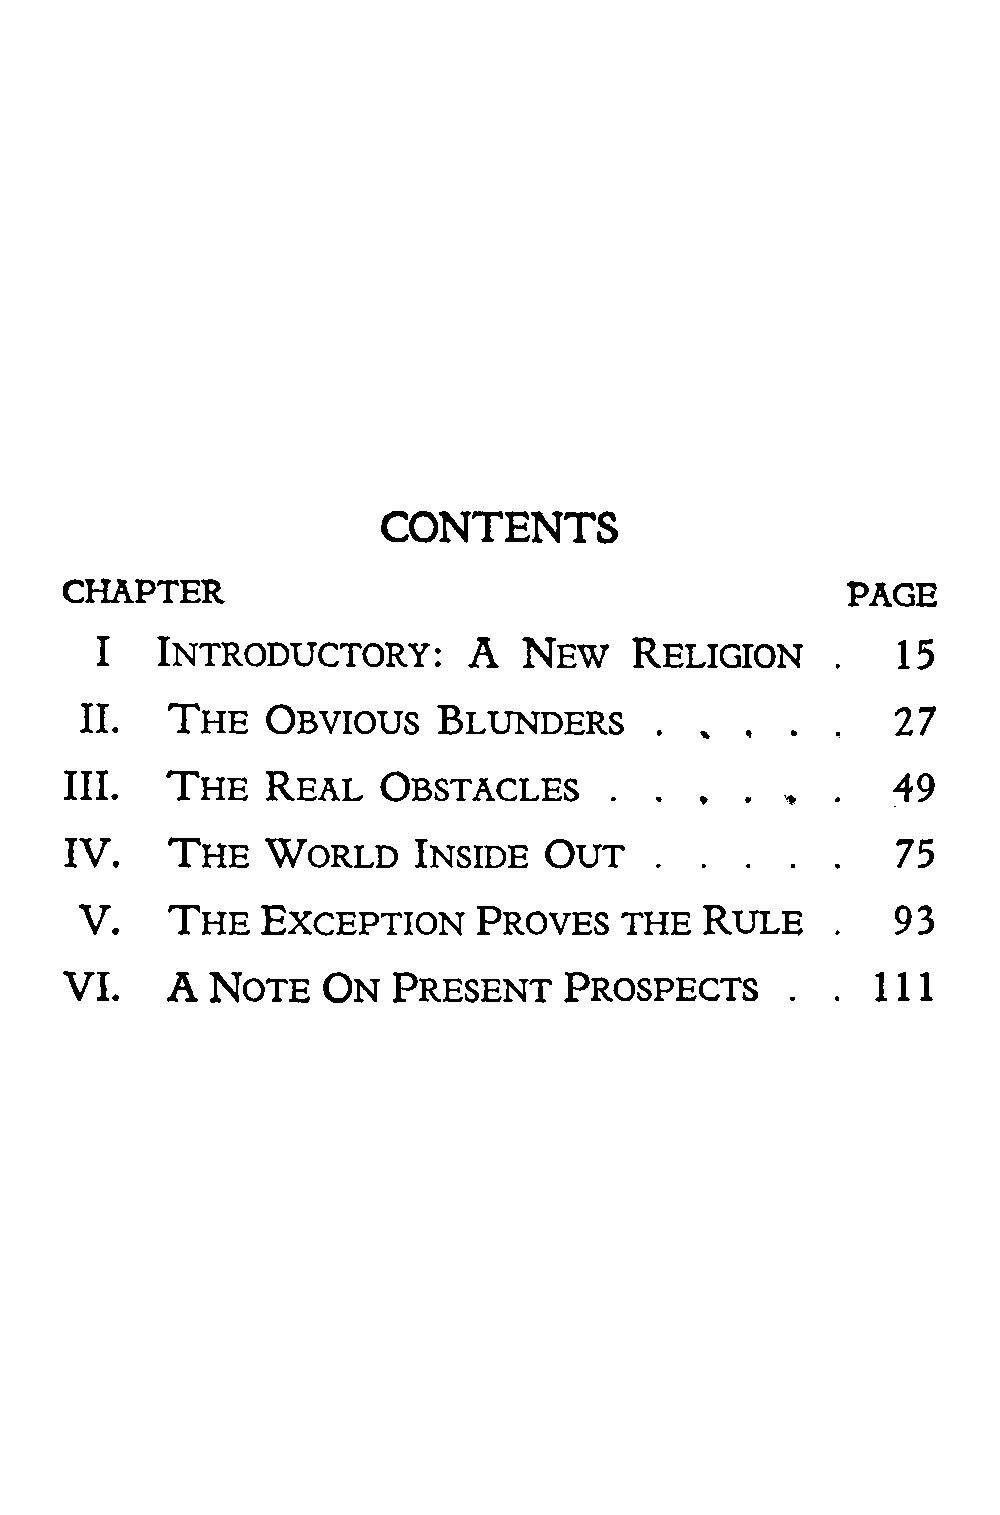 CONTENTS
CHAPTER PAGE
I INTRODUCTORY: A NEW RELIGION . 15
II. THE OBVIOUS BLUNDERS . . . . . 27
III. THE REAL OBSTACLES . . . . . . 49
IV. THE WORLD INSIDE OUT . . . . . 75
V. THE EXCEPTION PROVES THE RULE . 93
VI. A NOTE ON PRESENT PROSPECTS . . 111